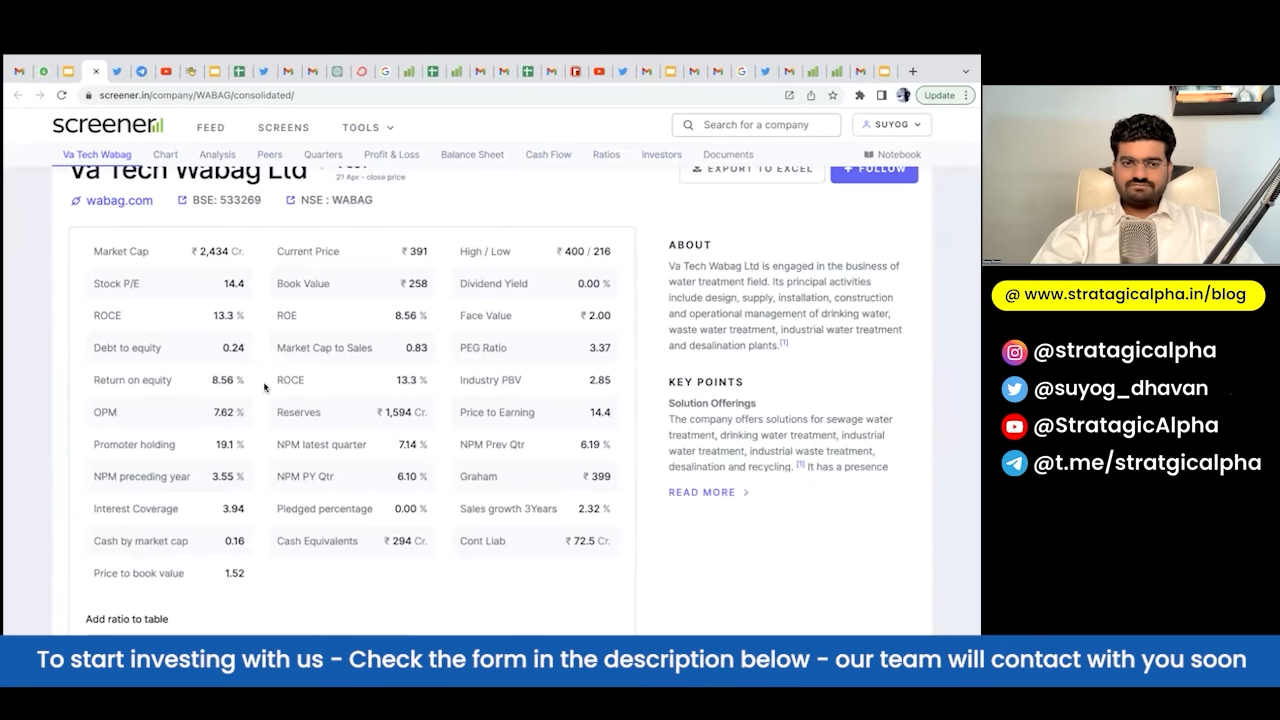 screener.in/company/WABAG/consolidated/
Update
screener
FEED
SCREENS
TOOLS
Search for a company
SUYOG
Va Tech Wabag
Chart
Analysis
Peers
Quarters
Profit & Loss
Balance Sheet
Cash Flow
Ratios
Investors
Documents
Notebook
Va Tech Wabag Ltd
21 Apr - close price
EXPORT TO EXCEL
FOLLOW
wabag.com
BSE: 533269
NSE : WABAG
Market Cap ₹ 2,434 Cr.
Current Price ₹ 391
High / Low ₹ 400 / 216
Stock P/E 14.4
Book Value ₹ 258
Dividend Yield 0.00 %
ROCE 13.3 %
ROE 8.56 %
Face Value ₹ 2.00
Debt to equity 0.24
Market Cap to Sales 0.83
PEG Ratio 3.37
Return on equity 8.56 %
ROCE 13.3 %
Industry PBV 2.85
OPM 7.62 %
Reserves ₹ 1,594 Cr.
Price to Earning 14.4
Promoter holding 19.1 %
NPM latest quarter 7.14 %
NPM Prev Qtr 6.19 %
NPM preceding year 3.55 %
NPM PY Qtr 6.10 %
Graham ₹ 399
Interest Coverage 3.94
Pledged percentage 0.00 %
Sales growth 3Years 2.32 %
Cash by market cap 0.16
Cash Equivalents ₹ 294 Cr.
Cont Liab ₹ 72.5 Cr.
Price to book value 1.52
Add ratio to table
ABOUT
Va Tech Wabag Ltd is engaged in the business of
water treatment field. Its principal activities
include design, supply, installation, construction
and operational management of drinking water,
waste water treatment, industrial water treatment
and desalination plants.[1]
KEY POINTS
Solution Offerings
The company offers solutions for sewage water
treatment, drinking water treatment, industrial
water treatment, industrial waste treatment,
desalination and recycling. [1] It has a presence
READ MORE
@ www.stratagicalpha.in/blog
@stratagicalpha
@suyog_dhavan
@StratagicAlpha
@t.me/stratgicalpha
To start investing with us - Check the form in the description below - our team will contact with you soon